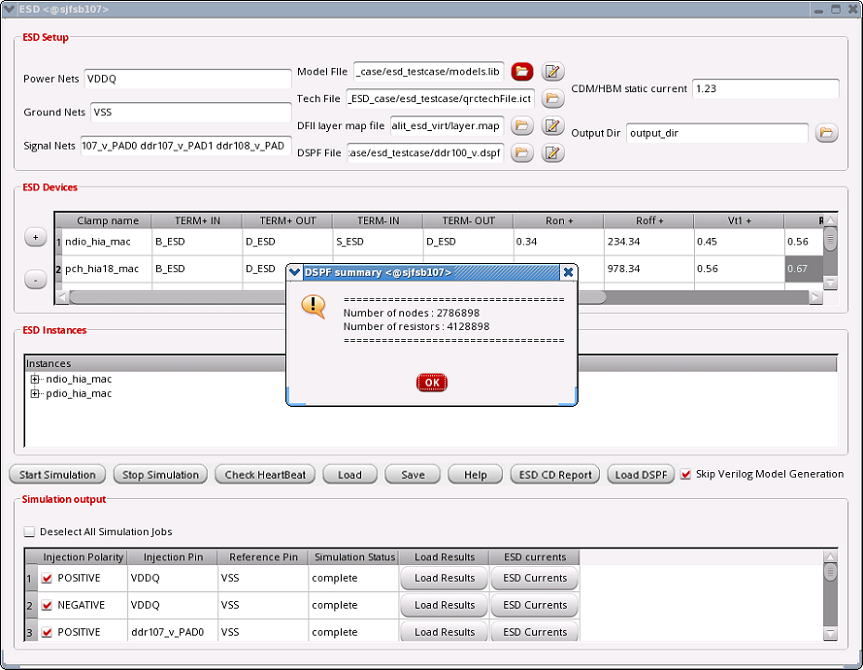 ESD <@sjfsb107>
ESD Setup
Power Nets VDDQ
Ground Nets VSS
Signal Nets 107_v_PAD0 ddr107_v_PAD1 ddr108_v_PAD
Model File _case/esd_testcase/models.lib
Tech File _ESD_case/esd_testcase/qrctechFile.ict
DFII layer map file alit_esd_virt/layer.map
DSPF File :ase/esd_testcase/ddr100_v.dspf
CDM/HBM static current 1.23
Output Dir output_dir
ESD Devices
+
-
Clamp name TERM+ IN TERM+ OUT TERM- IN TERM- OUT Ron + Roff + Vt1 + R
1 ndio_hia_mac B_ESD D_ESD S_ESD D_ESD 0.34 234.34 0.45 0.56
2 pch_hia18_mac B_ESD D_ESD 978.34 0.56 0.67
DSPF summary <@sjfsb107>
===================================
Number of nodes : 2786898
Number of resistors : 4128898
===================================
OK
ESD Instances
Instances
ndio_hia_mac
pdio_hia_mac
Start Simulation Stop Simulation Check HeartBeat Load Save Help ESD CD Report Load DSPF Skip Verilog Model Generation
Simulation output
Deselect All Simulation Jobs
Injection Polarity Injection Pin Reference Pin Simulation Status Load Results ESD currents
1 POSITIVE VDDQ VSS complete Load Results ESD Currents
2 NEGATIVE VDDQ VSS complete Load Results ESD Currents
3 POSITIVE ddr107_v_PAD0 VSS complete Load Results ESD Currents